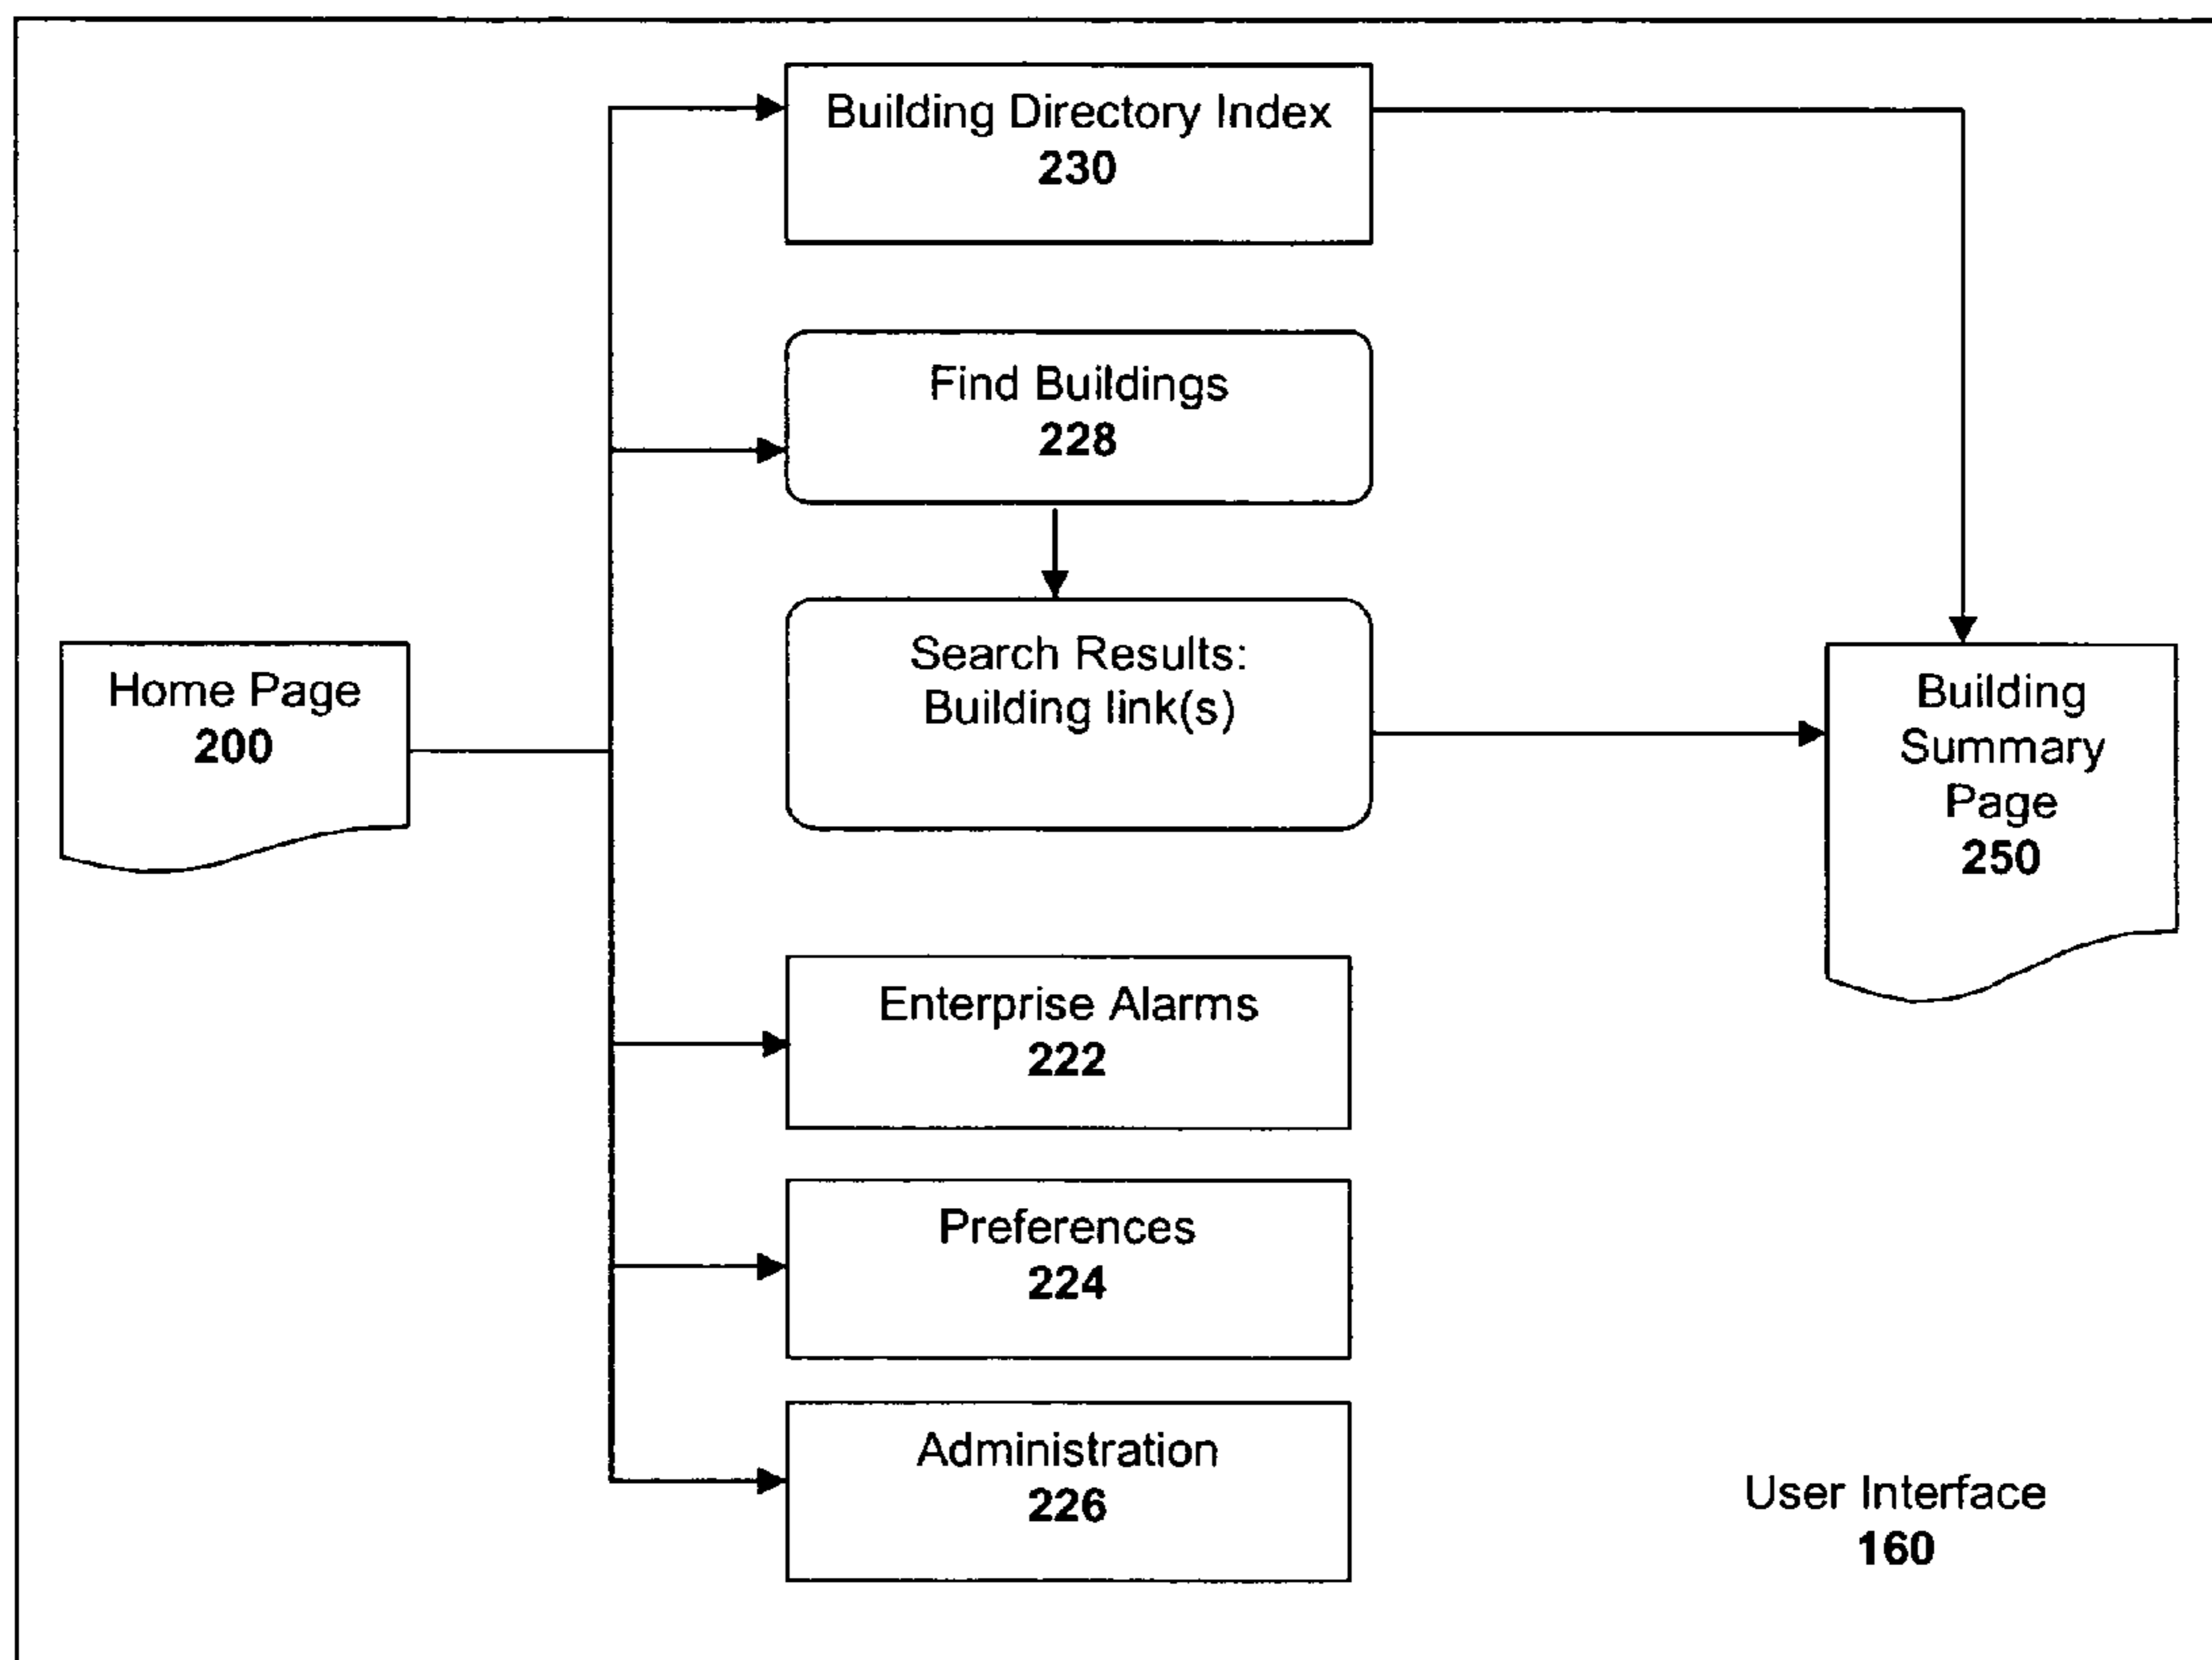 Building Directory Index
230
Find Buildings
228
Search Results:
Building link(s)
Home Page
200
Building
Summary
Page
250
Enterprise Alarms
222
Preferences
224
Administration
226
User Interface
160